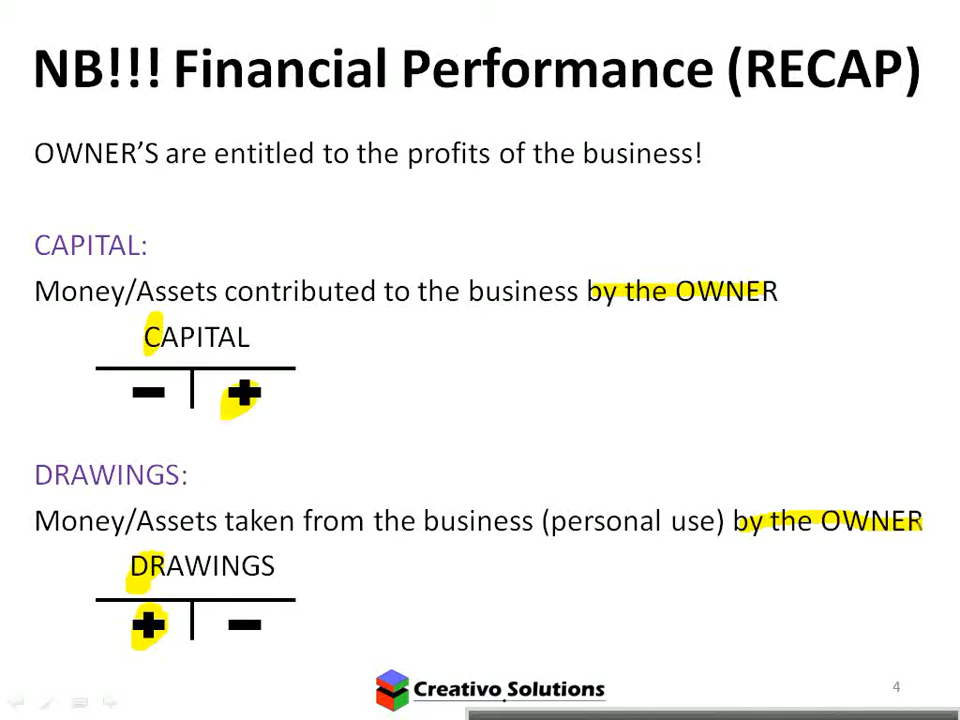 NB!!! Financial Performance (RECAP)
OWNER’S are entitled to the profits of the business!
CAPITAL:
Money/Assets contributed to the business by the OWNER
CAPITAL
− +
DRAWINGS:
Money/Assets taken from the business (personal use) by the OWNER
DRAWINGS
+ −
Creativo Solutions
4